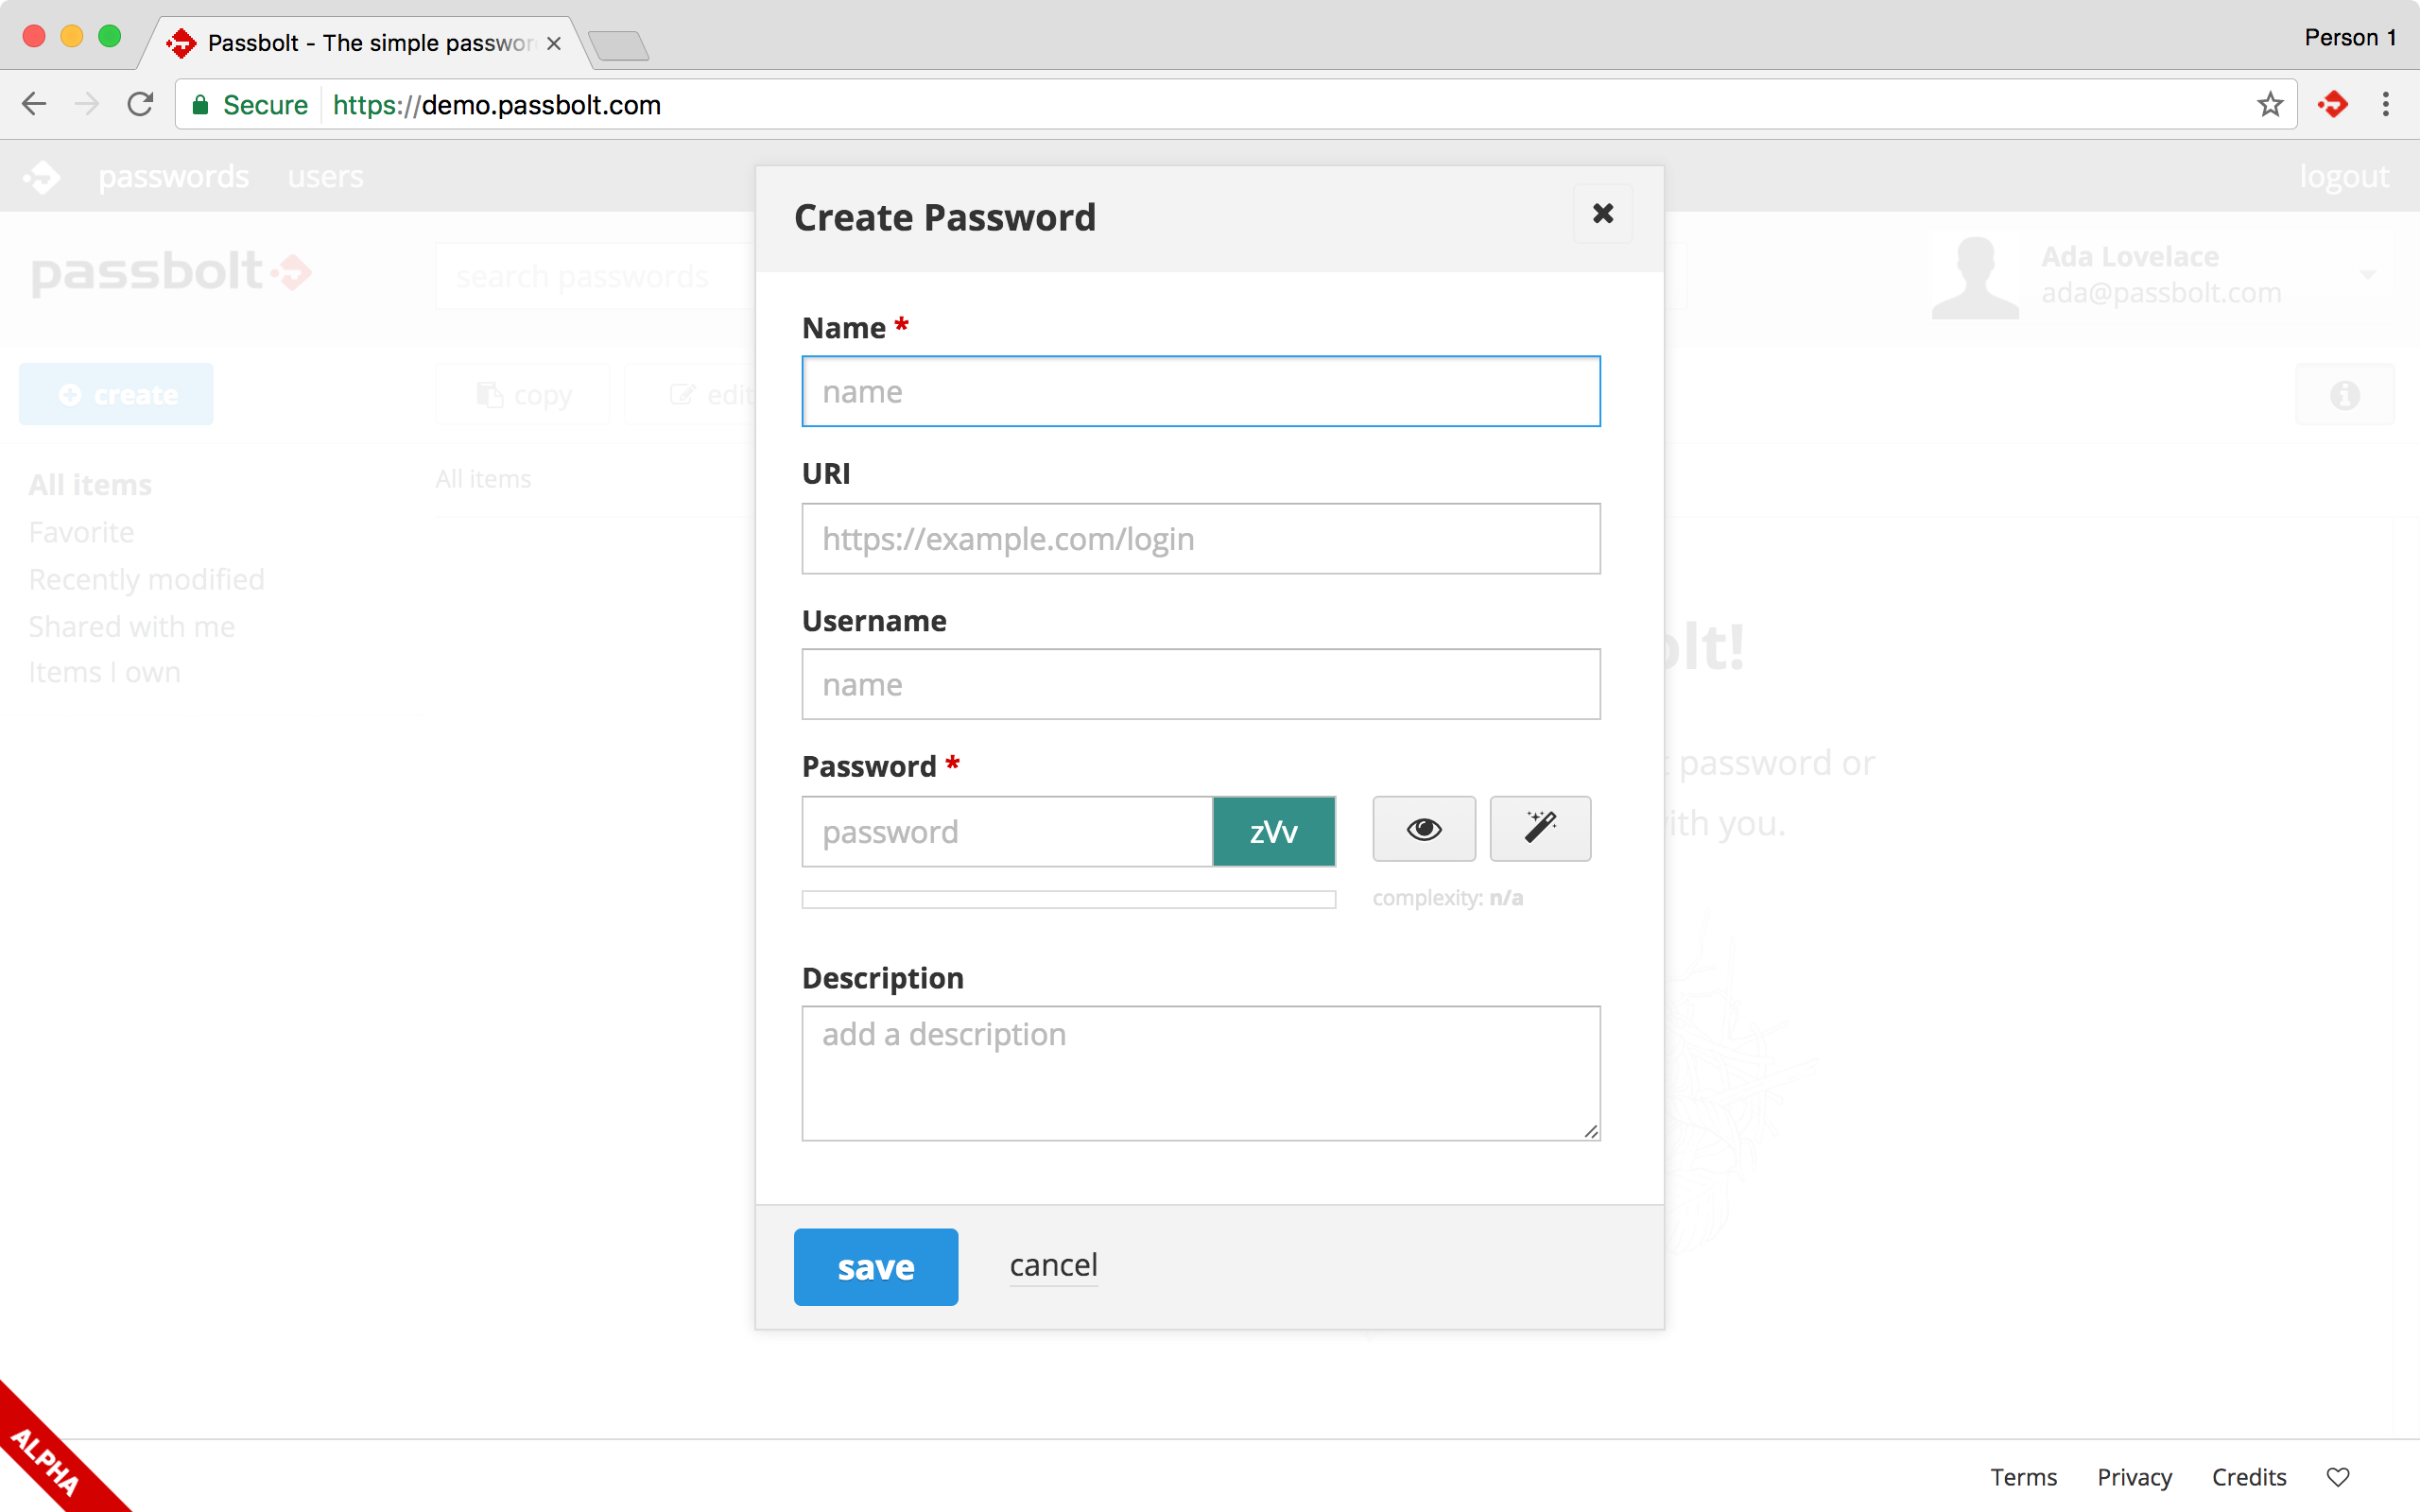 Passbolt - The simple passwor
Person 1
Secure https://demo.passbolt.com
passwords users logout
Create Password
passbolt
search passwords
Ada Lovelace
ada@passbolt.com
create copy edit
All items
Favorite
Recently modified
Shared with me
Items I own
All items
Name *
name
URI
https://example.com/login
Username
name
olt!
Password *
password or
password zVv
ith you.
complexity: n/a
Description
add a description
save cancel
ALPHA
Terms Privacy Credits